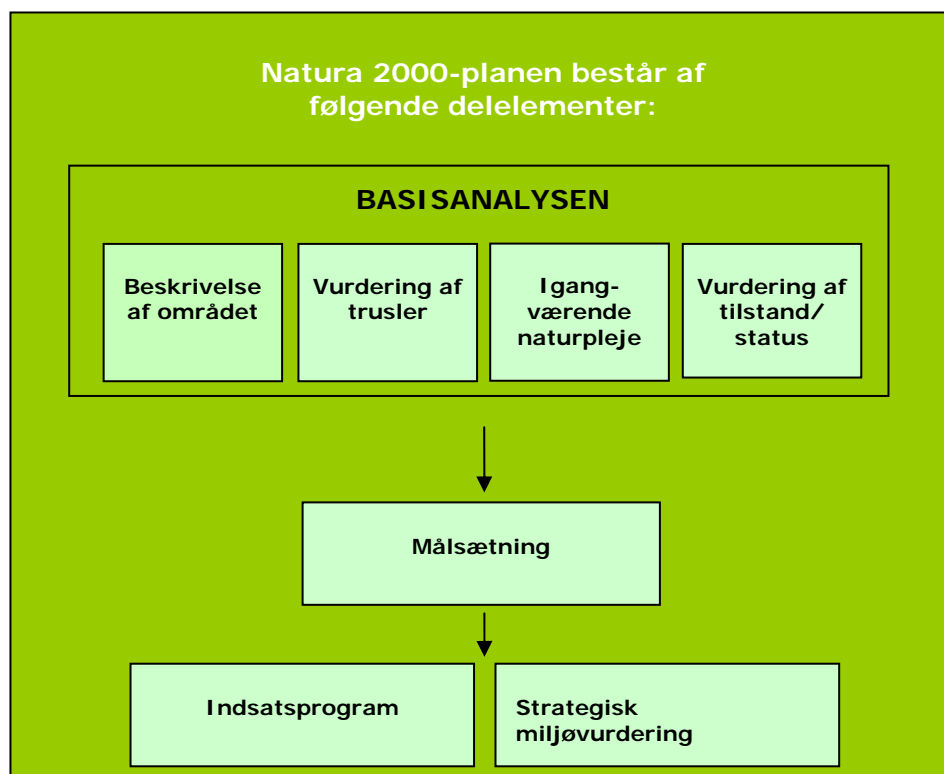 Natura 2000-planen består af
følgende delelementer:
BASISANALYSEN
Beskrivelse
af området
Vurdering af
trusler
Igang-
værende
naturpleje
Vurdering af
tilstand/
status
Målsætning
Indsatsprogram
Strategisk
miljøvurdering